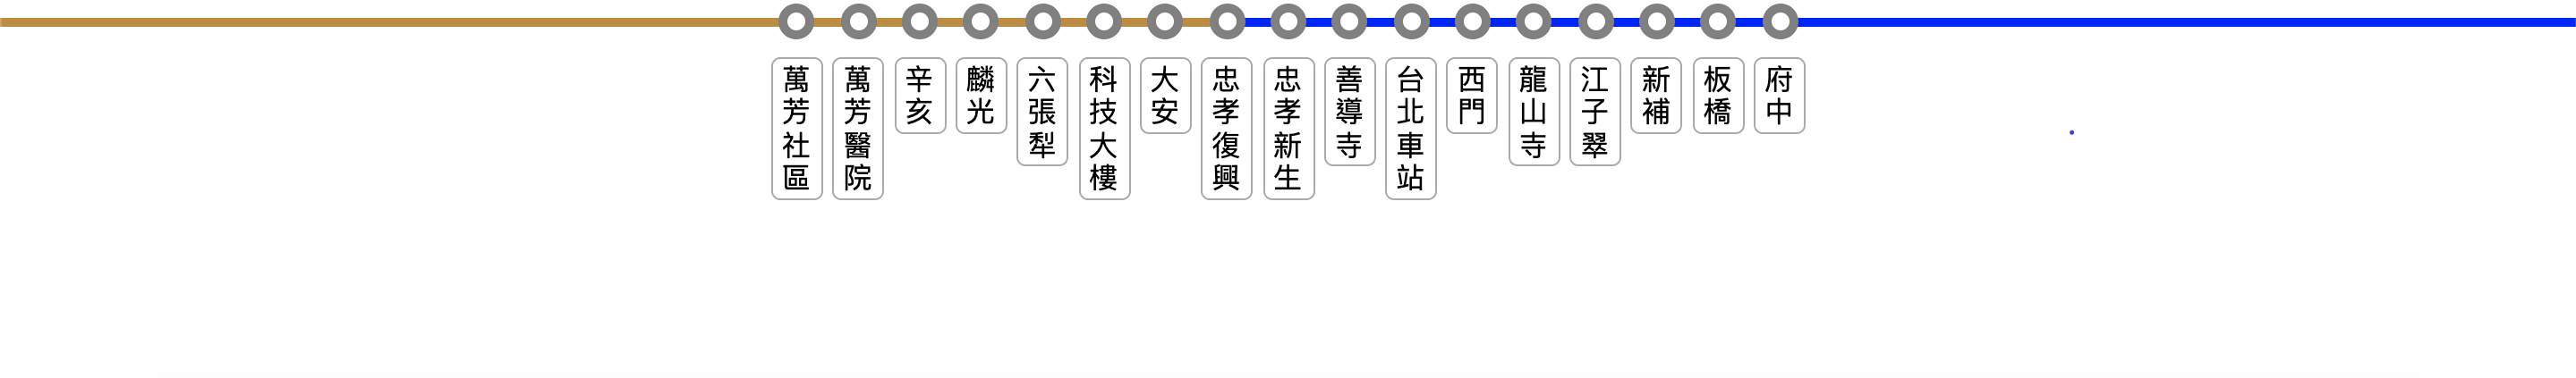 萬芳社區
萬芳醫院
辛亥
麟光
六張犁
科技大樓
大安
忠孝復興
忠孝新生
善導寺
台北車站
西門
龍山寺
江子翠
新補
板橋
府中